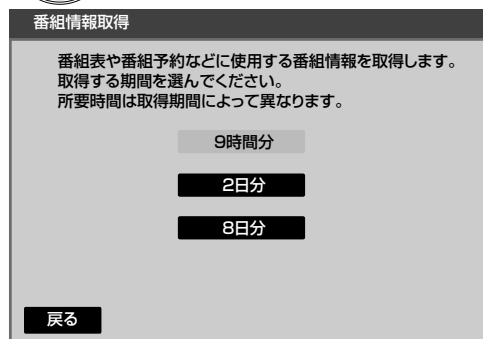 番組情報取得
番組表や番組予約などに使用する番組情報を取得します。
取得する期間を選んでください。
所要時間は取得期間によって異なります。
9時間分
2日分
8日分
戻る